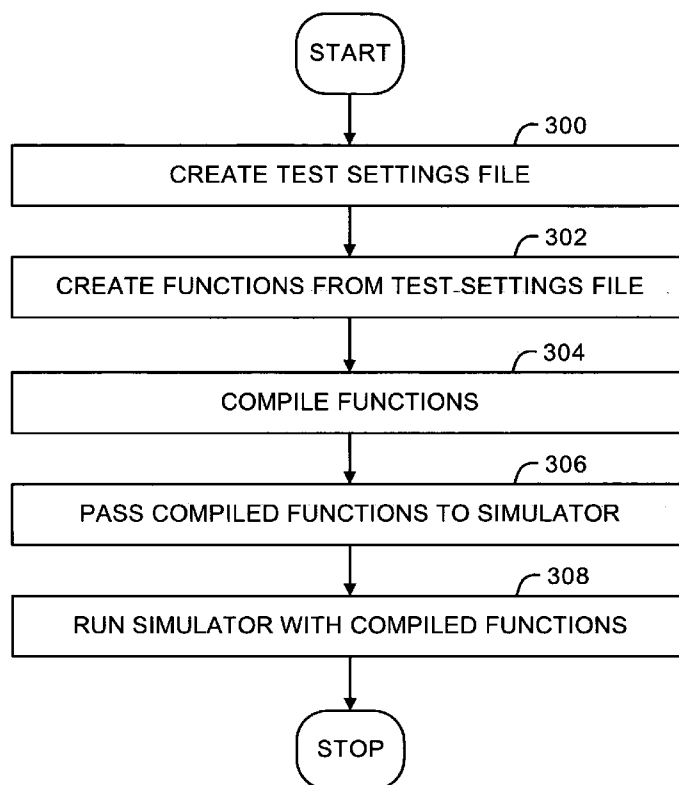 START
300
CREATE TEST SETTINGS FILE
302
CREATE FUNCTIONS FROM TEST SETTINGS FILE
304
COMPILE FUNCTIONS
306
PASS COMPILED FUNCTIONS TO SIMULATOR
308
RUN SIMULATOR WITH COMPILED FUNCTIONS
STOP